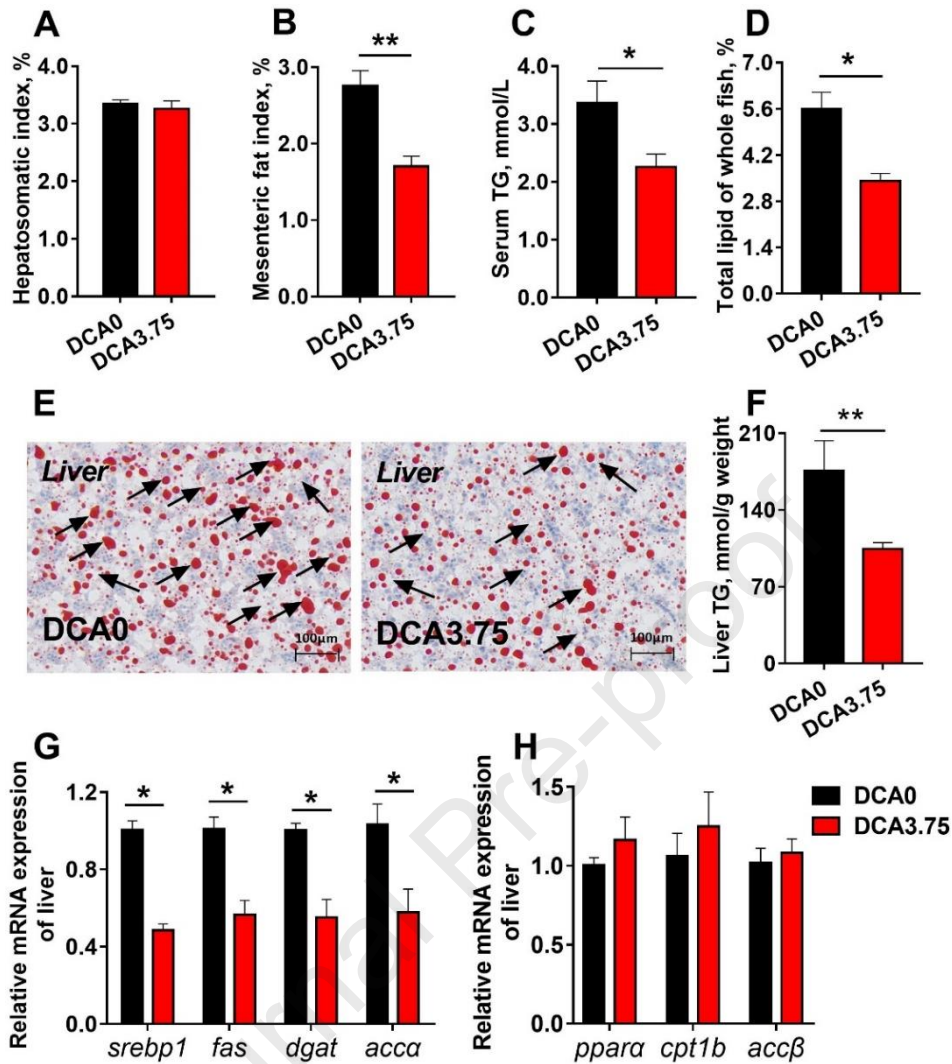 A
Hepatosomatic index, %
4.0
3.0
2.0
1.0
0.0
DCA0
DCA3.75
B
Mesenteric fat index, %
3.0
2.0
1.0
0.0
**
DCA0
DCA3.75
C
Serum TG, mmol/L
4.0
3.0
2.0
1.0
0.0
*
DCA0
DCA3.75
D
Total lipid of whole fish, %
7.0
5.6
4.2
2.8
1.4
0.0
*
DCA0
DCA3.75
E
Liver
DCA0
100μm
Liver
DCA3.75
100μm
F
Liver TG, mmol/g weight
210
140
70
0
**
DCA0
DCA3.75
G
Relative mRNA expression
of liver
1.2
0.8
0.4
0.0
* * * *
srebp1 fas dgat accα
H
Relative mRNA expression
of liver
1.5
1.0
0.5
0.0
DCA0
DCA3.75
pparα cpt1b accβ
Pre-proof